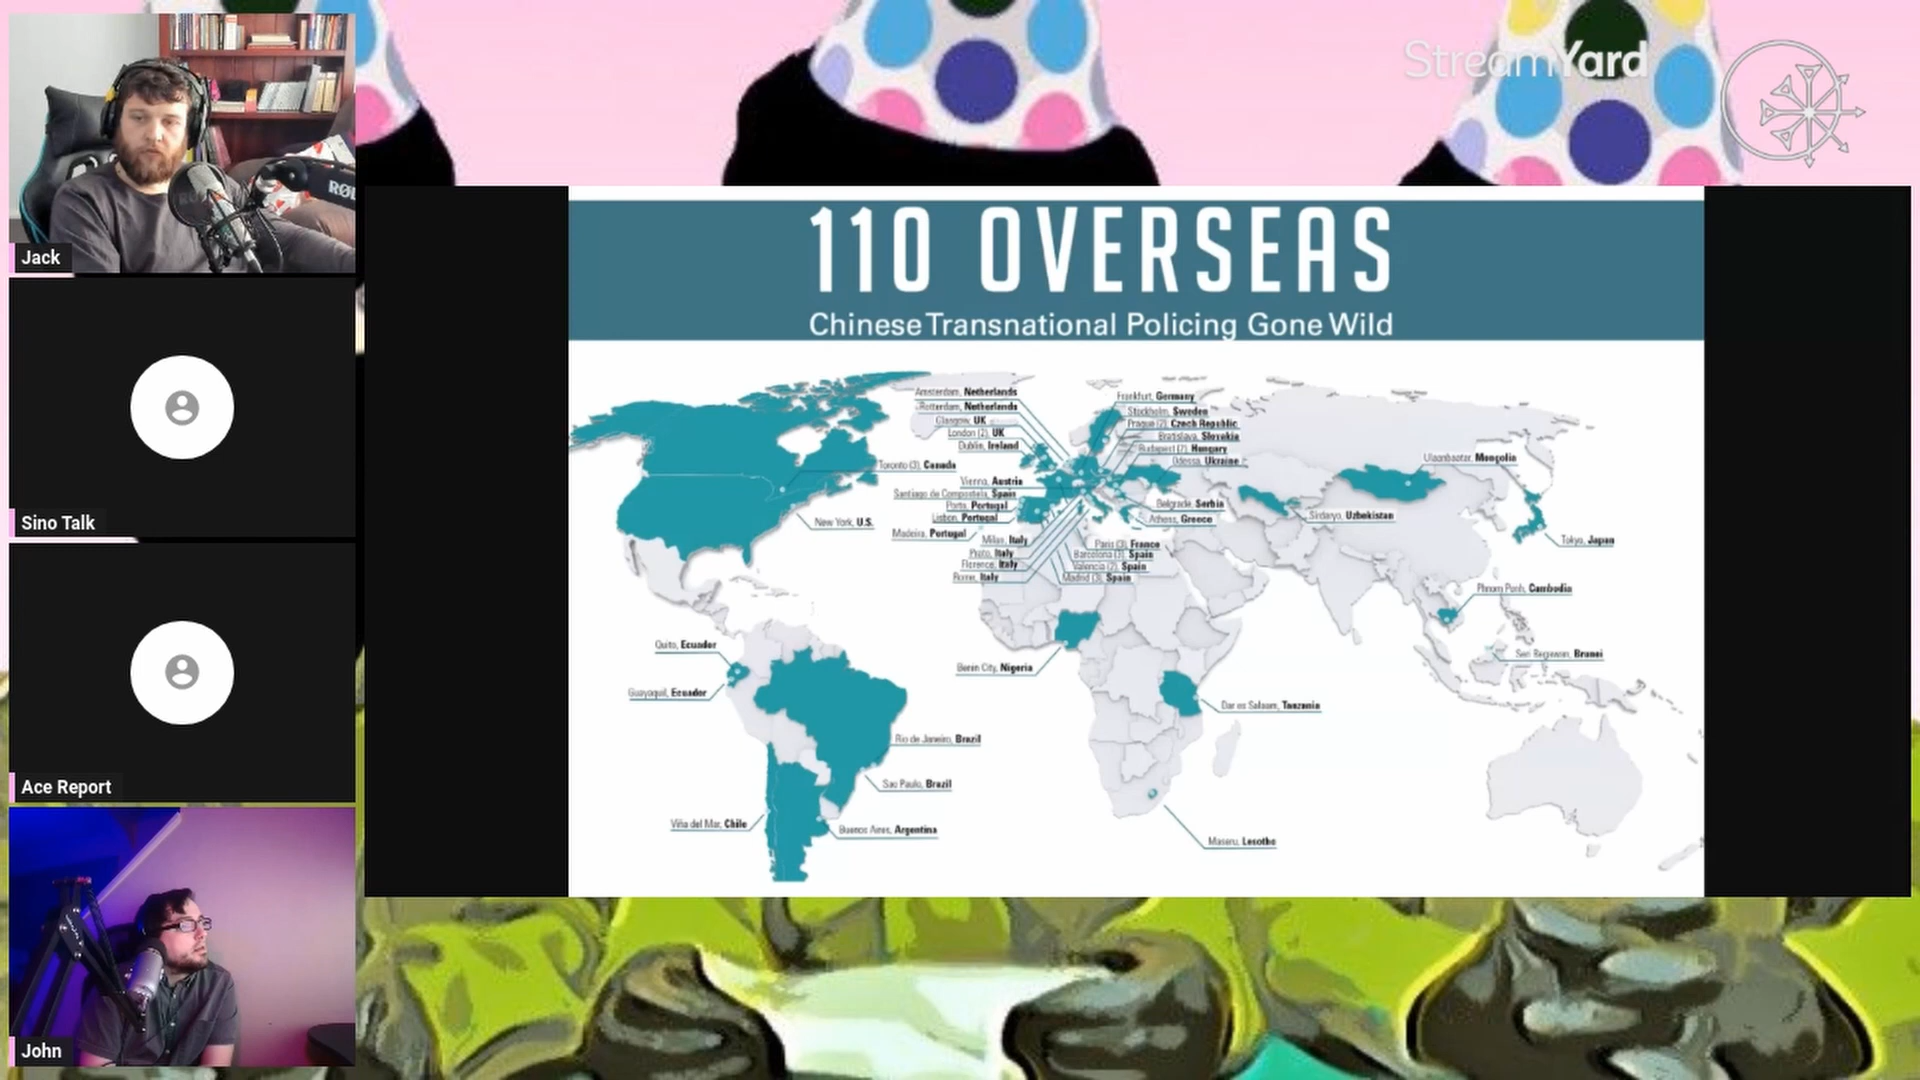 StreamYard
RØDE
Jack
Sino Talk
Ace Report
John
110 OVERSEAS
Chinese Transnational Policing Gone Wild
Amsterdam, Netherlands
Rotterdam, Netherlands
Glasgow, UK
London (2), UK
Dublin, Ireland
Toronto (3), Canada
Vienna, Austria
Santiago de Compostela, Spain
Porto, Portugal
Lisbon, Portugal
Madeira, Portugal
New York, U.S.
Milan, Italy
Prato, Italy
Florence, Italy
Rome, Italy
Frankfurt, Germany
Stockholm, Sweden
Prague (2), Czech Republic
Bratislava, Slovakia
Budapest (2), Hungary
Odessa, Ukraine
Belgrade, Serbia
Athens, Greece
Paris (3), France
Barcelona (3), Spain
Valencia (2), Spain
Madrid (3), Spain
Ulaanbaatar, Mongolia
Sirdaryo, Uzbekistan
Tokyo, Japan
Phnom Penh, Cambodia
Seri Begawan, Brunei
Quito, Ecuador
Guayaquil, Ecuador
Benin City, Nigeria
Dar es Salaam, Tanzania
Rio de Janeiro, Brazil
Sao Paulo, Brazil
Viña del Mar, Chile
Buenos Aires, Argentina
Maseru, Lesotho